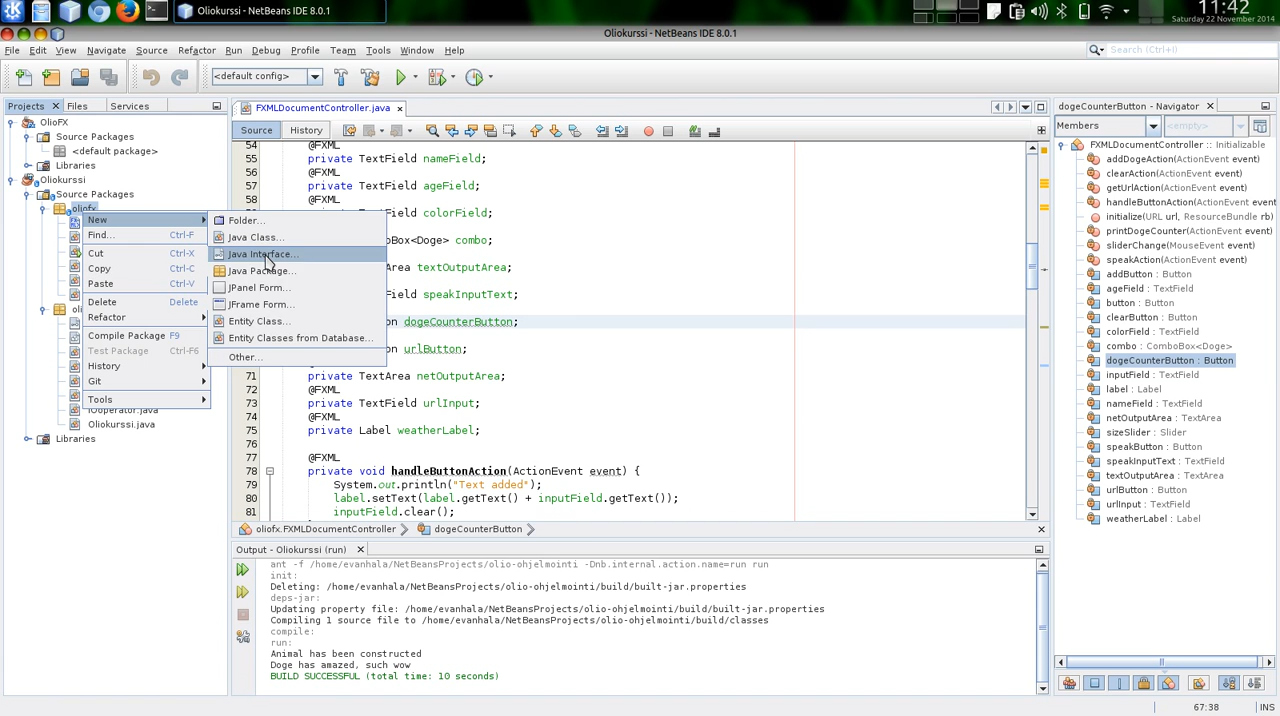 Oliokurssi - NetBeans IDE 8.0.1
11:42
Saturday 22 November 2014
Oliokurssi - NetBeans IDE 8.0.1
File Edit View Navigate Source Refactor Run Debug Profile Team Tools Window Help
Search (Ctrl+I)
<default config>
Projects Files Services
OlioFX
Source Packages
<default package>
Libraries
Oliokurssi
Source Packages
oliofx
New
Find... Ctrl-F
Cut Ctrl-X
Copy Ctrl-C
Paste Ctrl-V
Delete Delete
Refactor
Compile Package F9
Test Package Ctrl-F6
History
Git
Tools
IOoperator.java
Oliokurssi.java
Libraries
Folder...
Java Class...
Java Interface...
Java Package...
JPanel Form...
JFrame Form...
Entity Class...
Entity Classes from Database...
Other...
FXMLDocumentController.java
Source History
54 @FXML
55 private TextField nameField;
56 @FXML
57 private TextField ageField;
58 @FXML
Field colorField;
Box<Doge> combo;
Area textOutputArea;
Field speakInputText;
dogeCounterButton;
urlButton;
71 private TextArea netOutputArea;
72 @FXML
73 private TextField urlInput;
74 @FXML
75 private Label weatherLabel;
76
77 @FXML
78 private void handleButtonAction(ActionEvent event) {
79 System.out.println("Text added");
80 label.setText(label.getText() + inputField.getText());
81 inputField.clear();
oliofx.FXMLDocumentController dogeCounterButton
Output - Oliokurssi (run)
ant -f /home/evanhala/NetBeansProjects/olio-ohjelmointi -Dnb.internal.action.name=run run
init:
Deleting: /home/evanhala/NetBeansProjects/olio-ohjelmointi/build/built-jar.properties
deps-jar:
Updating property file: /home/evanhala/NetBeansProjects/olio-ohjelmointi/build/built-jar.properties
Compiling 1 source file to /home/evanhala/NetBeansProjects/olio-ohjelmointi/build/classes
compile:
run:
Animal has been constructed
Doge has amazed, such wow
BUILD SUCCESSFUL (total time: 10 seconds)
dogeCounterButton - Navigator
Members <empty>
FXMLDocumentController :: Initializable
addDogeAction(ActionEvent event)
clearAction(ActionEvent event)
getUrlAction(ActionEvent event)
handleButtonAction(ActionEvent event)
initialize(URL url, ResourceBundle rb)
printDogeCounter(ActionEvent event)
sliderChange(MouseEvent event)
speakAction(ActionEvent event)
addButton : Button
ageField : TextField
button : Button
clearButton : Button
colorField : TextField
combo : ComboBox<Doge>
dogeCounterButton : Button
inputField : TextField
label : Label
nameField : TextField
netOutputArea : TextArea
sizeSlider : Slider
speakButton : Button
speakInputText : TextField
textOutputArea : TextArea
urlButton : Button
urlInput : TextField
weatherLabel : Label
67:38 INS